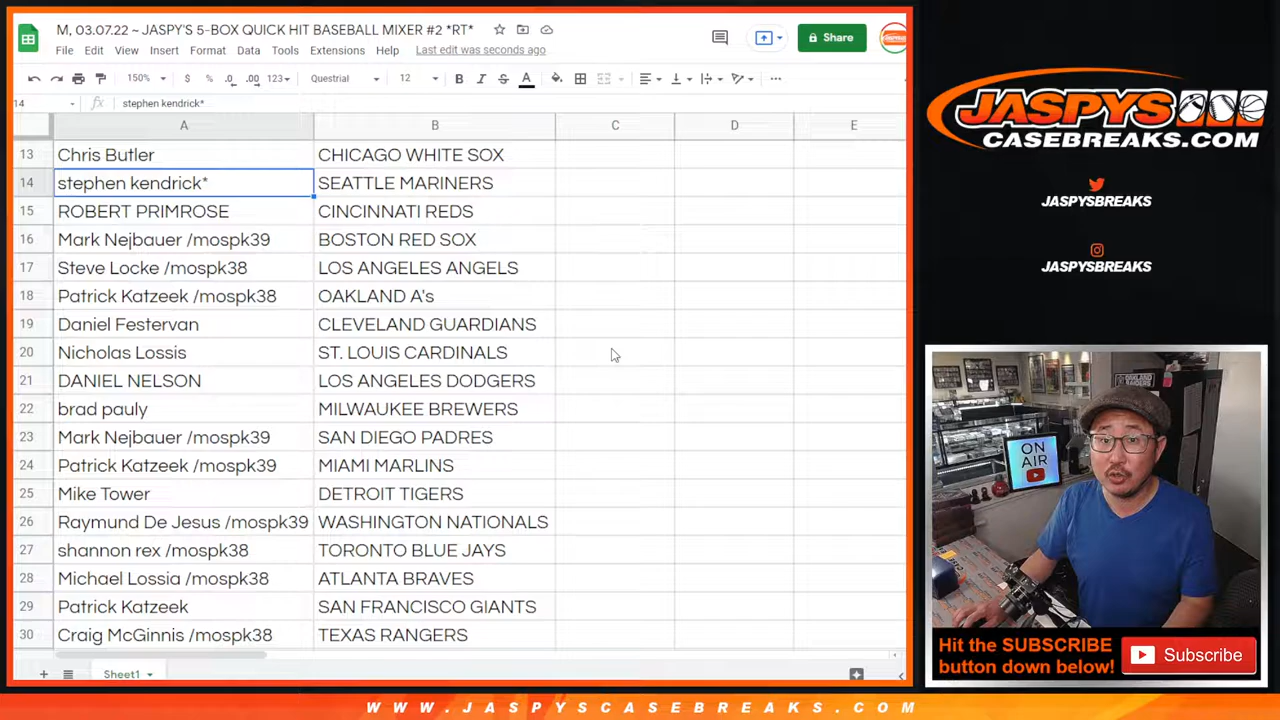 M, 03.07.22 ~ JASPY'S 5-BOX QUICK HIT BASEBALL MIXER #2 *RT*
File Edit View Insert Format Data Tools Extensions Help Last edit was seconds ago
Share
150% $ % .0 .00 123 Questrial 12 B I S A
14 fx stephen kendrick*
A B C D E
13 Chris Butler CHICAGO WHITE SOX
14 stephen kendrick* SEATTLE MARINERS
15 ROBERT PRIMROSE CINCINNATI REDS
16 Mark Nejbauer /mospk39 BOSTON RED SOX
17 Steve Locke /mospk38 LOS ANGELES ANGELS
18 Patrick Katzeek /mospk38 OAKLAND A's
19 Daniel Festervan CLEVELAND GUARDIANS
20 Nicholas Lossis ST. LOUIS CARDINALS
21 DANIEL NELSON LOS ANGELES DODGERS
22 brad pauly MILWAUKEE BREWERS
23 Mark Nejbauer /mospk39 SAN DIEGO PADRES
24 Patrick Katzeek /mospk39 MIAMI MARLINS
25 Mike Tower DETROIT TIGERS
26 Raymund De Jesus /mospk39 WASHINGTON NATIONALS
27 shannon rex /mospk38 TORONTO BLUE JAYS
28 Michael Lossia /mospk38 ATLANTA BRAVES
29 Patrick Katzeek SAN FRANCISCO GIANTS
30 Craig McGinnis /mospk38 TEXAS RANGERS
Sheet1
JASPYS
CASEBREAKS.COM
JASPYSBREAKS
JASPYSBREAKS
OAKLAND
RAIDERS
ON
AIR
Hit the SUBSCRIBE
button down below!
Subscribe
WWW.JASPYSCASEBREAKS.COM